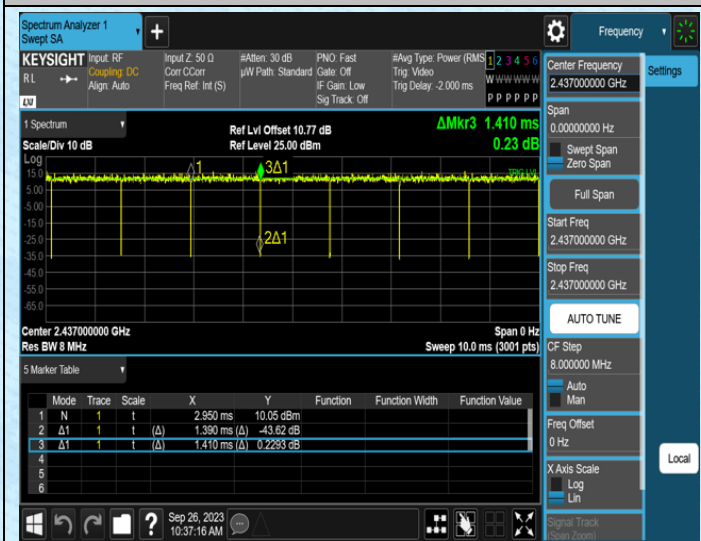 Spectrum Analyzer 1
Swept SA
Frequency
KEYSIGHT
RL
LXI
Input: RF
Coupling: DC
Align: Auto
Input Z: 50 Ω
Corr CCorr
Freq Ref: Int (S)
#Atten: 30 dB
µW Path: Standard
PNO: Fast
Gate: Off
IF Gain: Low
Sig Track: Off
#Avg Type: Power (RMS
Trig: Video
Trig Delay: -2.000 ms
1 2 3 4 5 6
W W W W W W
P P P P P P
1 Spectrum
Scale/Div 10 dB
Ref Lvl Offset 10.77 dB
Ref Level 25.00 dBm
ΔMkr3 1.410 ms
0.23 dB
Log
15.0
5.00
-5.00
-15.0
-25.0
-35.0
-45.0
-55.0
-65.0
1
3Δ1
2Δ1
TRIG LVL
Center 2.437000000 GHz
Res BW 8 MHz
Span 0 Hz
Sweep 10.0 ms (3001 pts)
5 Marker Table
Mode Trace Scale X Y Function Function Width Function Value
1 N 1 t 2.950 ms 10.05 dBm
2 Δ1 1 t (Δ) 1.390 ms (Δ) -43.62 dB
3 Δ1 1 t (Δ) 1.410 ms (Δ) 0.2293 dB
4
5
6
Sep 26, 2023
10:37:16 AM
?
Center Frequency
2.437000000 GHz
Settings
Span
0.00000000 Hz
Swept Span
Zero Span
Full Span
Start Freq
2.437000000 GHz
Stop Freq
2.437000000 GHz
AUTO TUNE
CF Step
8.000000 MHz
Auto
Man
Freq Offset
0 Hz
X Axis Scale
Log
Lin
Local
Signal Track
(Span Zoom)